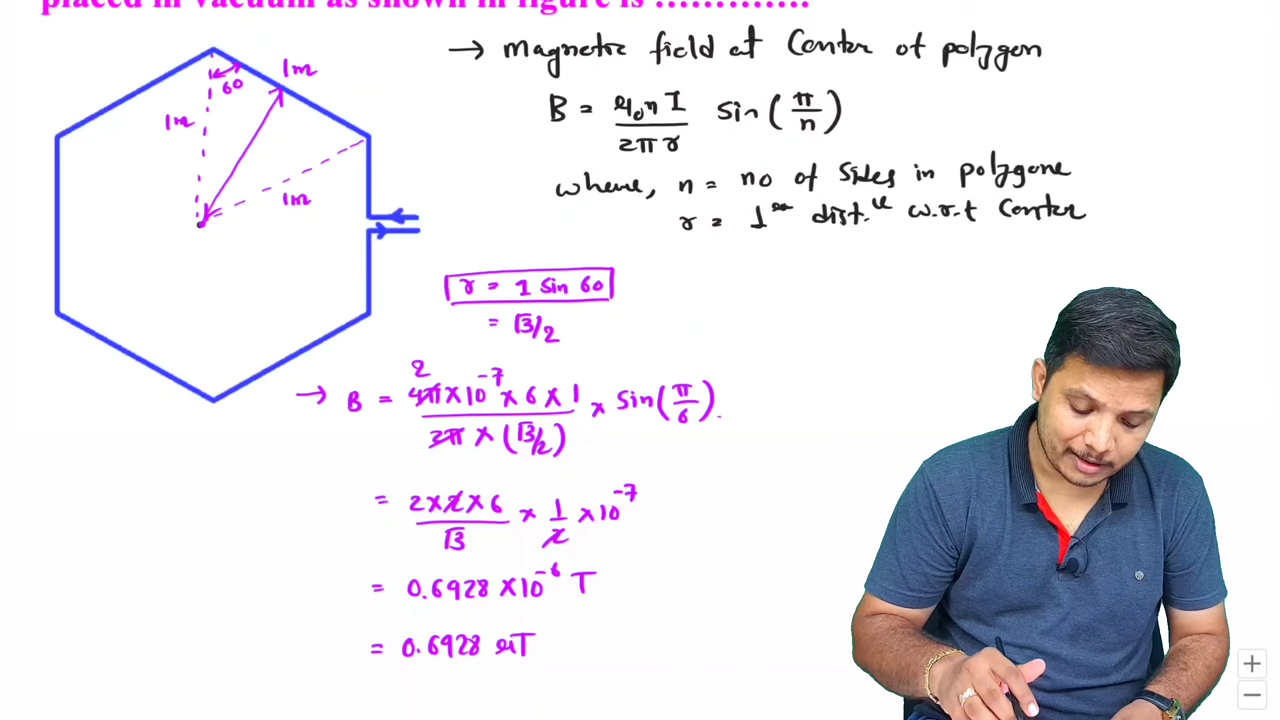 placed in vacuum as shown in figure is .............
→ Magnetic field at Center of polygon
B = μ₀nI / 2πr sin(π/n)
where, n = no of sides in polygone
r = 1 dist. w.r.t Center
1m
60
1m
1m
r = 1 Sin 60
= √3/2
→ B = 4π×10⁻⁷ × 6 × 1 / 2π × (√3/2) × Sin(π/6)
2
= 2×2×6 / √3 × 1/2 × 10⁻⁷
= 0.6928 × 10⁻⁶ T
= 0.6928 μT
+
−